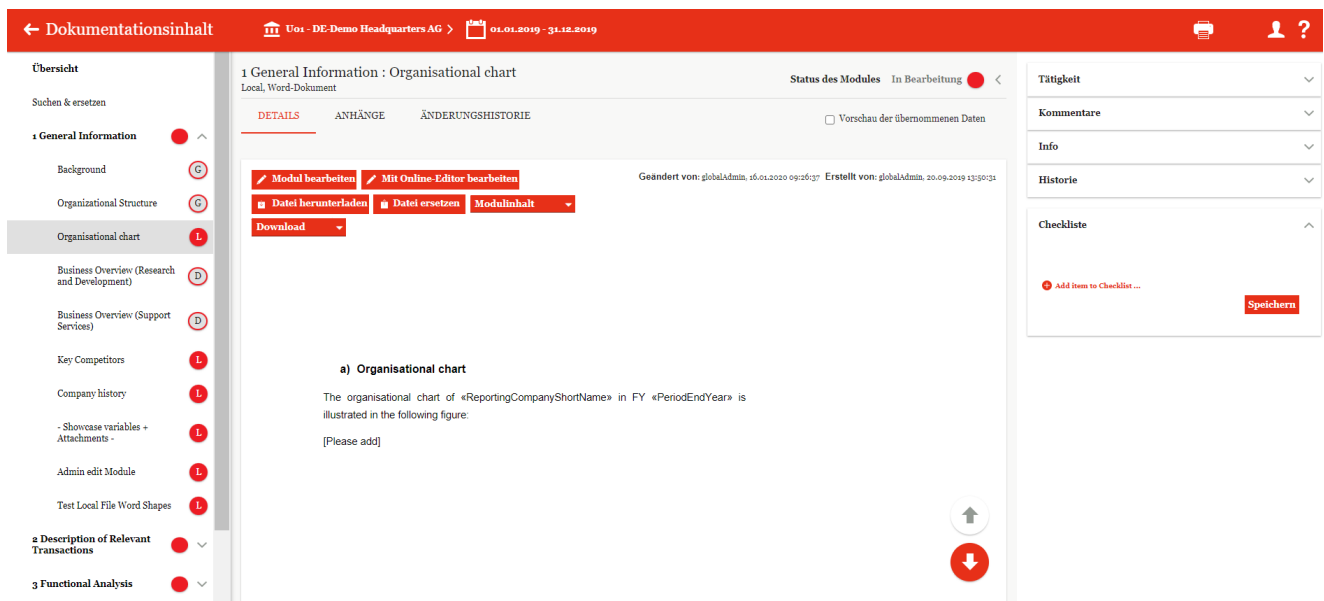 Dokumentationsinhalt
U01 - DE-Demo Headquarters AG
01.01.2019 - 31.12.2019
?
Übersicht
Suchen & ersetzen
1 General Information
Background
G
Organizational Structure
G
Organisational chart
L
Business Overview (Research
and Development)
D
Business Overview (Support
Services)
D
Key Competitors
L
Company history
L
- Showcase variables +
Attachments -
L
Admin edit Module
L
Test Local File Word Shapes
L
2 Description of Relevant
Transactions
3 Functional Analysis
1 General Information : Organisational chart
Local, Word-Dokument
Status des Modules In Bearbeitung
DETAILS ANHÄNGE ÄNDERUNGSHISTORIE
Vorschau der übernommenen Daten
Modul bearbeiten Mit Online-Editor bearbeiten
Geändert von: globalAdmin, 16.01.2020 09:26:37 Erstellt von: globalAdmin, 20.09.2019 13:50:31
Datei herunterladen Datei ersetzen Modulinhalt
Download
a) Organisational chart
The organisational chart of «ReportingCompanyShortName» in FY «PeriodEndYear» is
illustrated in the following figure:
[Please add]
Tätigkeit
Kommentare
Info
Historie
Checkliste
Add item to Checklist ...
Speichern